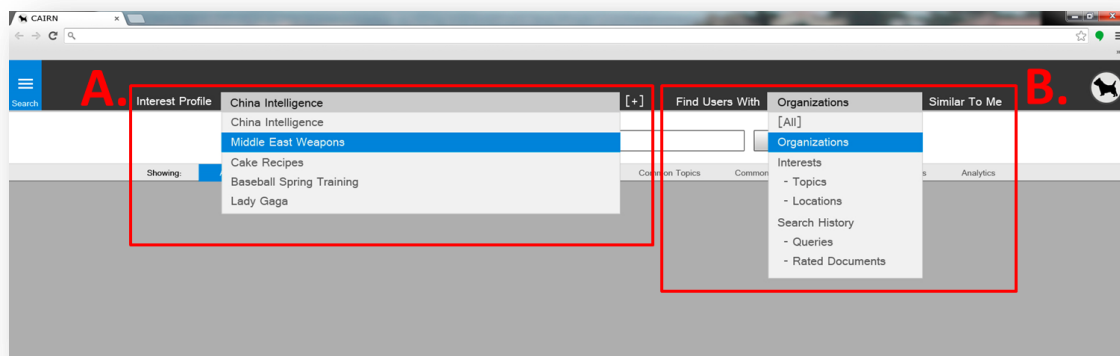 CAIRN
Search
A.
Interest Profile
China Intelligence
[+]
China Intelligence
Middle East Weapons
Cake Recipes
Baseball Spring Training
Lady Gaga
B.
Find Users With
Organizations
Similar To Me
[All]
Organizations
Interests
- Topics
- Locations
Search History
- Queries
- Rated Documents
Showing:
Common Topics
Common
Analytics